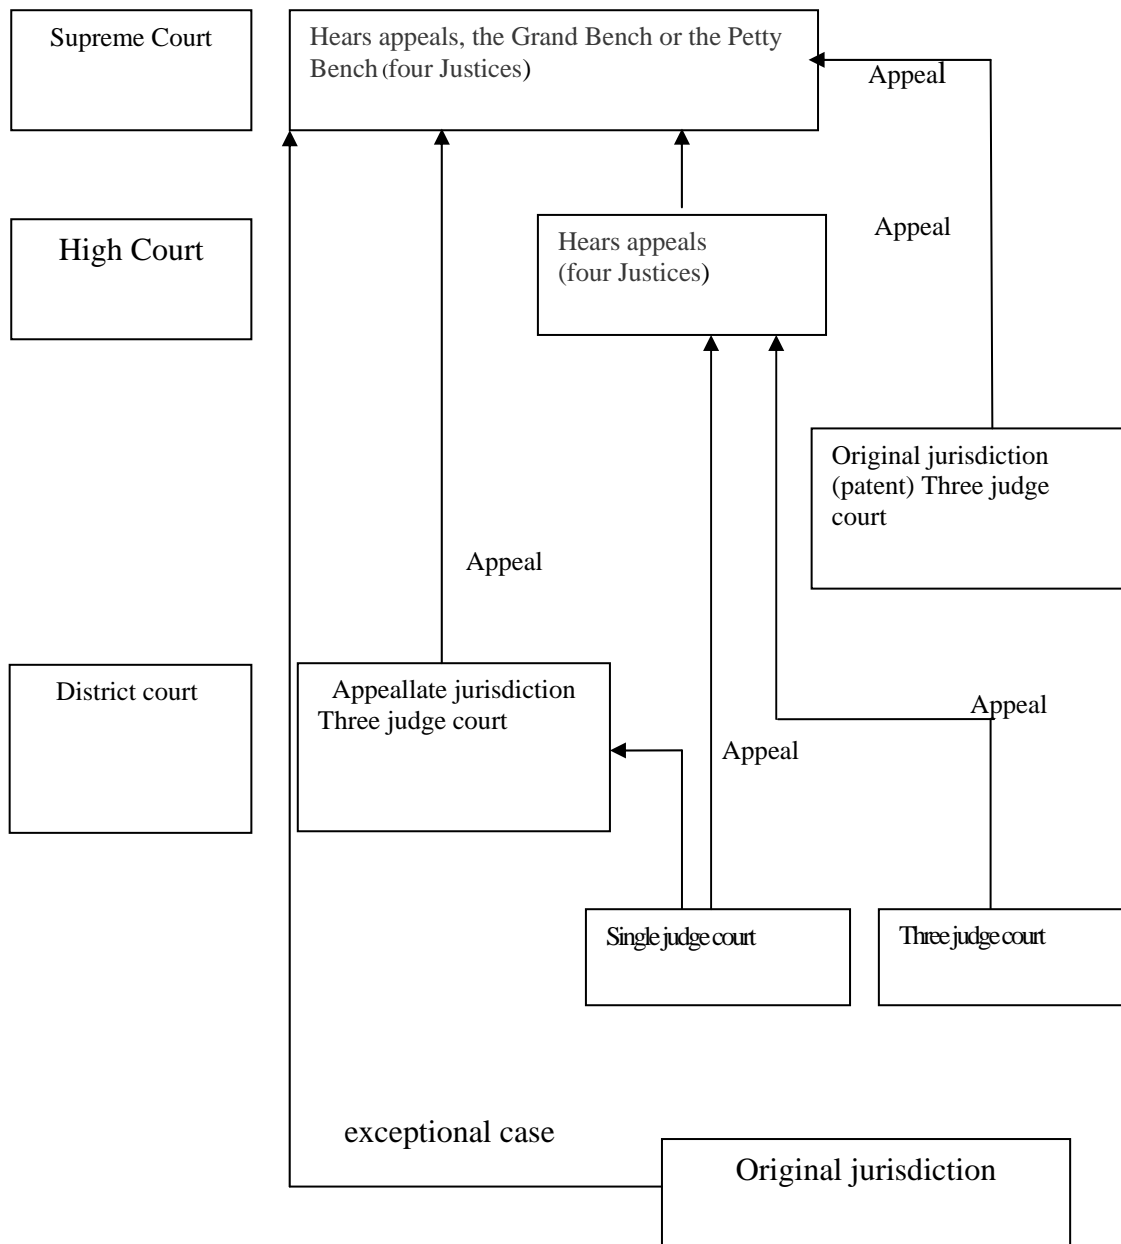 Supreme Court
Hears appeals, the Grand Bench or the Petty
Bench (four Justices)
Appeal
High Court
Hears appeals
(four Justices)
Appeal
Original jurisdiction
(patent) Three judge
court
Appeal
District court
Appeallate jurisdiction
Three judge court
Appeal
Appeal
Single judge court
Three judge court
exceptional case
Original jurisdiction